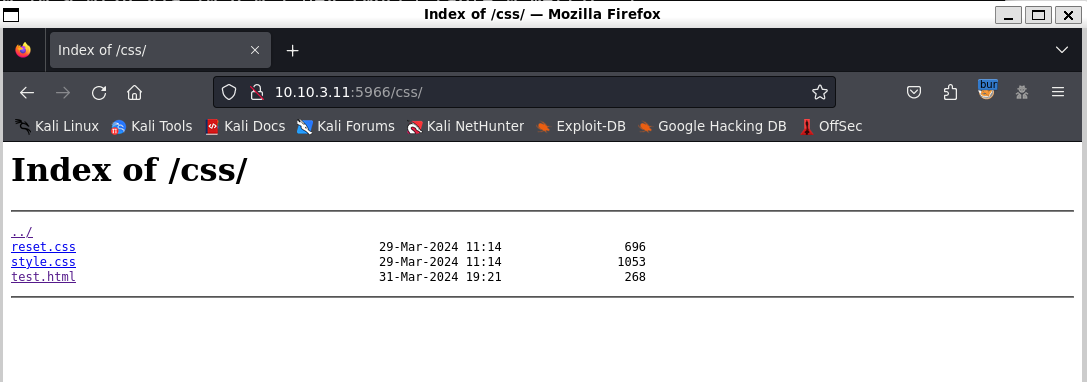 Index of /css/ — Mozilla Firefox
Index of /css/
10.10.3.11:5966/css/
bur
Kali Linux Kali Tools Kali Docs Kali Forums Kali NetHunter Exploit-DB Google Hacking DB OffSec
Index of /css/
../
reset.css 29-Mar-2024 11:14 696
style.css 29-Mar-2024 11:14 1053
test.html 31-Mar-2024 19:21 268